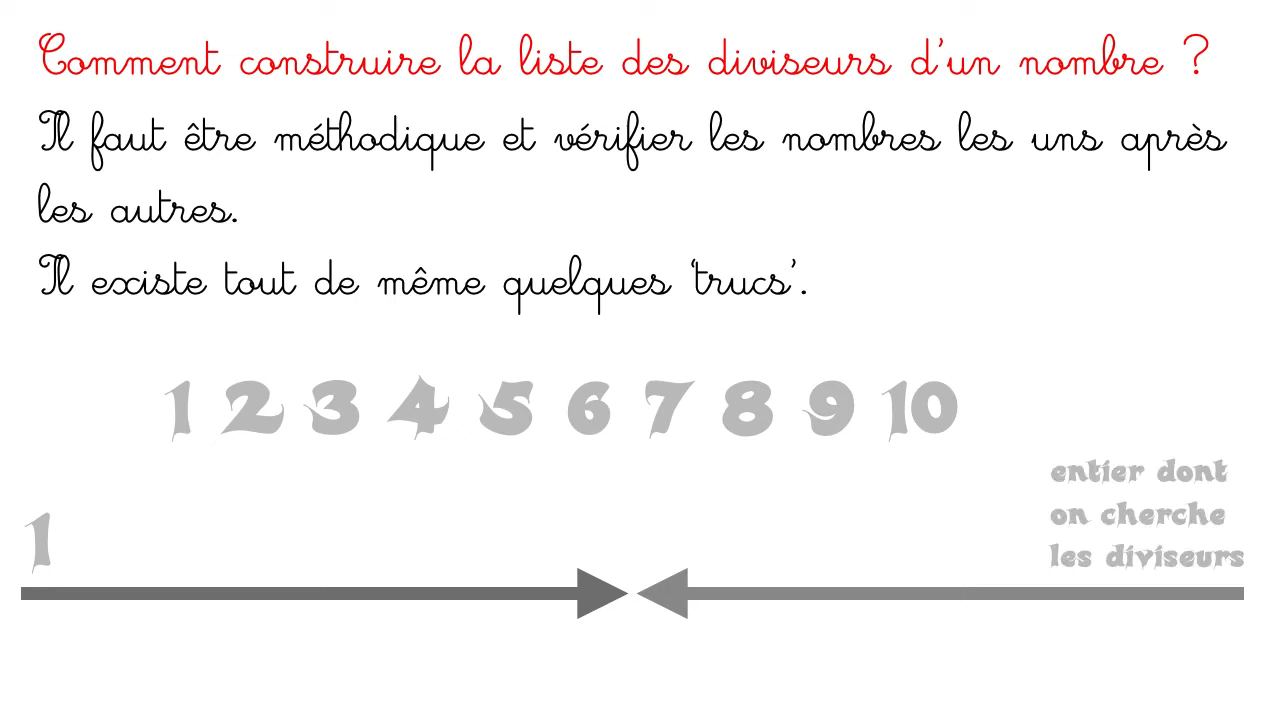 Comment construire la liste des diviseurs d'un nombre ?
Il faut être méthodique et vérifier les nombres les uns après
les autres.
Il existe tout de même quelques ‘trucs’.
1 2 3 4 5 6 7 8 9 10
entier dont
on cherche
les diviseurs
1